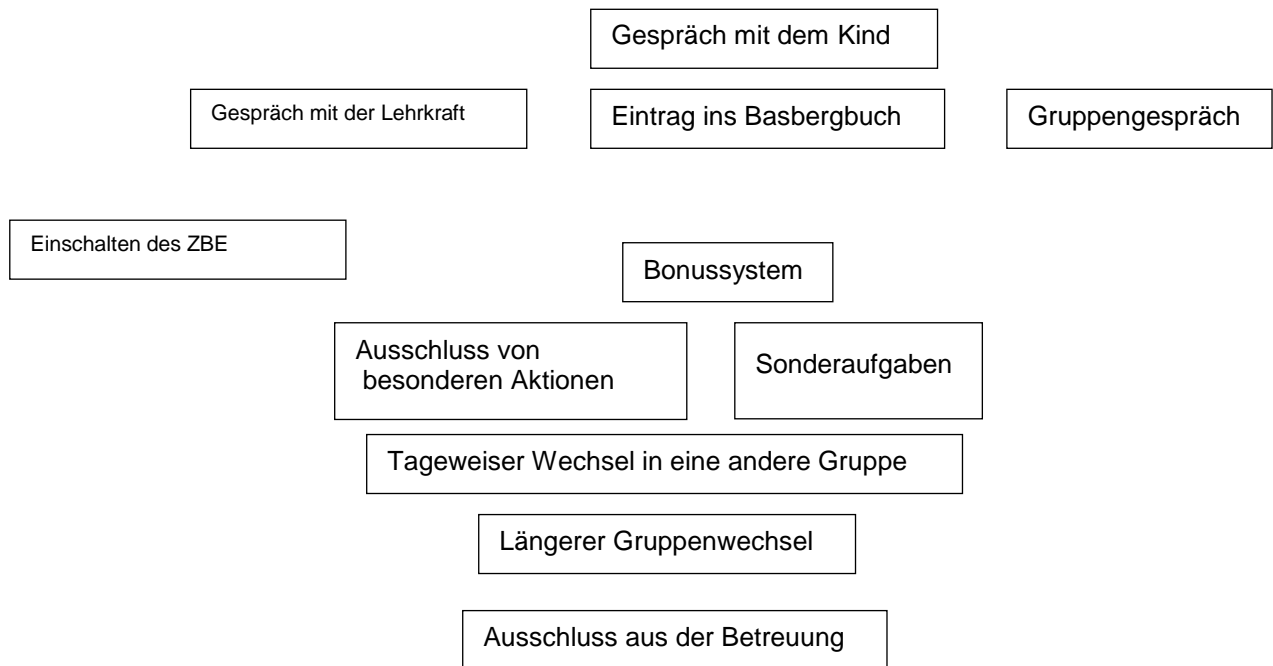 Gespräch mit dem Kind
Gespräch mit der Lehrkraft
Eintrag ins Basbergbuch
Gruppengespräch
Einschalten des ZBE
Bonussystem
Ausschluss von
besonderen Aktionen
Sonderaufgaben
Tageweiser Wechsel in eine andere Gruppe
Längerer Gruppenwechsel
Ausschluss aus der Betreuung